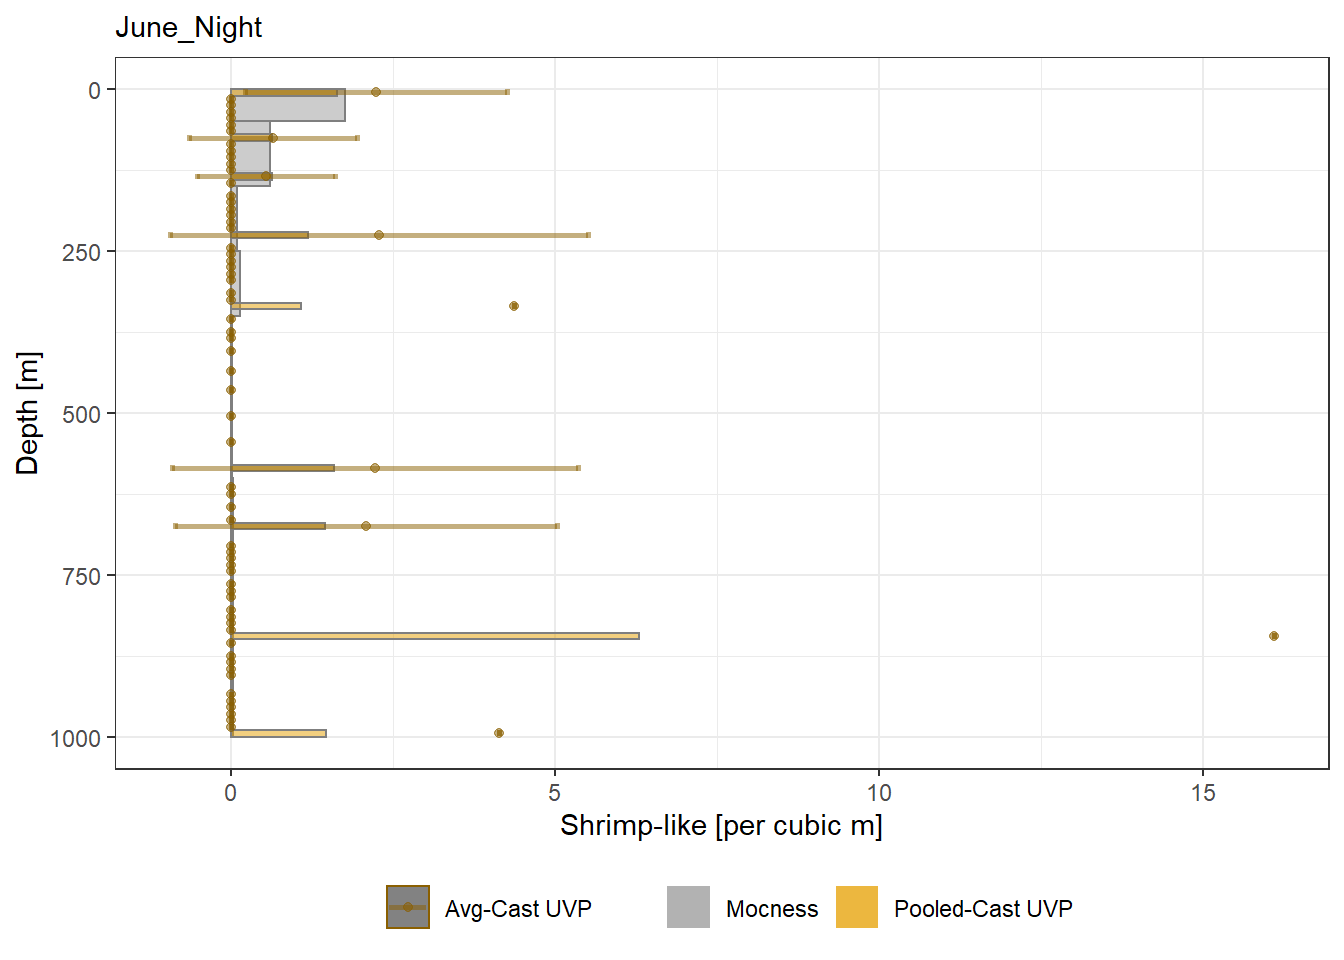 June_Night
0
250
500
750
1000
Depth [m]
0 5 10 15
Shrimp-like [per cubic m]
Avg-Cast UVP Mocness Pooled-Cast UVP